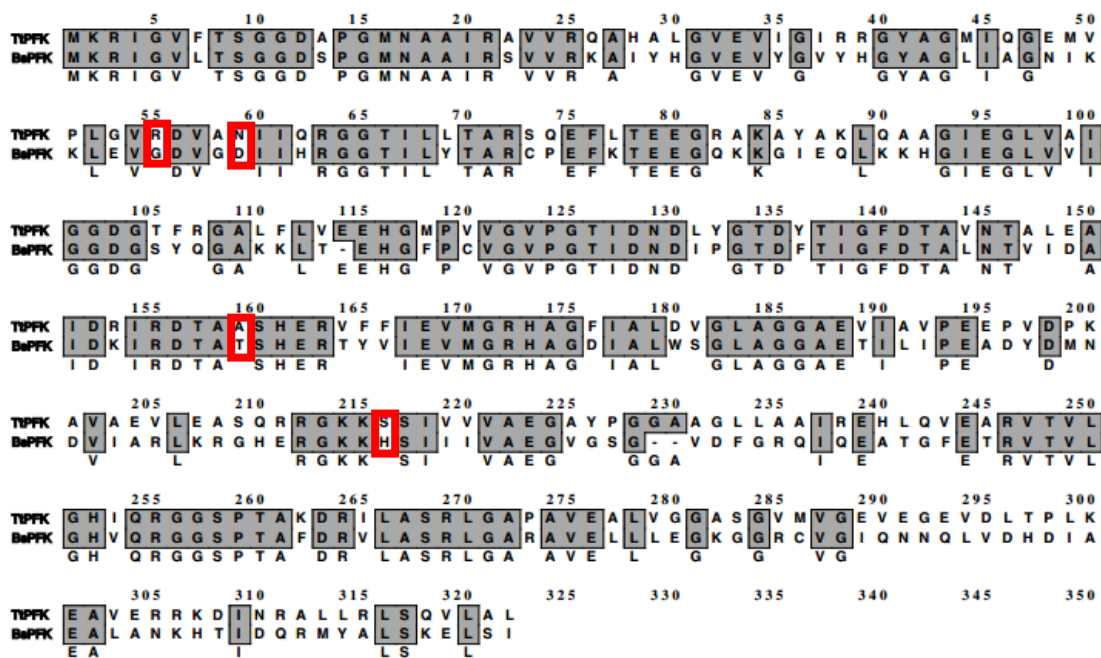 5 10 15 20 25 30 35 40 45 50
TtPFK M K R I G V F T S G G D A P G M N A A I R A V V R Q A H A L G V E V I G I R R G Y A G M I Q G E M V
BsPFK M K R I G V L T S G G D S P G M N A A I R S V V R K A I Y H G V E V Y G V Y H G Y A G L I A G N I K
M K R I G V T S G G D P G M N A A I R V V R A G V E V G G Y A G I G
55 60 65 70 75 80 85 90 95 100
TtPFK P L G V R D V A N I I Q R G G T I L L T A R S Q E F L T E E G R A K A Y A K L Q A A G I E G L V A I
BsPFK K L E V G D V G D I I H R G G T I L Y T A R C P E F K T E E G Q K K G I E Q L K K H G I E G L V V I
L V D V I I R G G T I L T A R E F T E E G K L G I E G L V I
105 110 115 120 125 130 135 140 145 150
TtPFK G G D G T F R G A L F L V E E H G M P V V G V P G T I D N D L Y G T D Y T I G F D T A V N T A L E A
BsPFK G G D G S Y Q G A K K L T - E H G F P C V G V P G T I D N D I P G T D F T I G F D T A L N T V I D A
G G D G G A L E E H G P V G V P G T I D N D G T D T I G F D T A N T A
155 160 165 170 175 180 185 190 195 200
TtPFK I D R I R D T A A S H E R V F F I E V M G R H A G F I A L D V G L A G G A E V I A V P E E P V D P K
BsPFK I D K I R D T A T S H E R T Y V I E V M G R H A G D I A L W S G L A G G A E T I L I P E A D Y D M N
I D I R D T A S H E R I E V M G R H A G I A L G L A G G A E I P E D
205 210 215 220 225 230 235 240 245 250
TtPFK A V A E V L E A S Q R R G K K S S I V V V A E G A Y P G G A A G L L A A I R E H L Q V E A R V T V L
BsPFK D V I A R L K R G H E R G K K H S I I I V A E G V G S G - - V D F G R Q I Q E A T G F E T R V T V L
V L R G K K S I V A E G G G A I E E R V T V L
255 260 265 270 275 280 285 290 295 300
TtPFK G H I Q R G G S P T A K D R I L A S R L G A P A V E A L V G G A S G V M V G E V E G E V D L T P L K
BsPFK G H V Q R G G S P T A F D R V L A S R L G A R A V E L L L E G K G G R C V G I Q N N Q L V D H D I A
G H Q R G G S P T A D R L A S R L G A A V E L G G V G
305 310 315 320 325 330 335 340 345 350
TtPFK E A V E R R K D I N R A L L R L S Q V L A L
BsPFK E A L A N K H T I D Q R M Y A L S K E L S I
E A I L S L